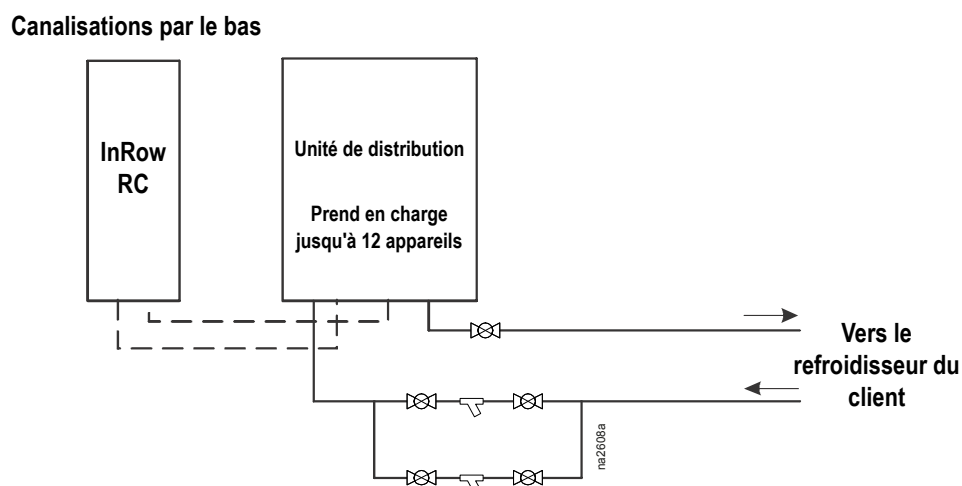 Canalisations par le bas
InRow
RC
Unité de distribution
Prend en charge
jusqu'à 12 appareils
Vers le
refroidisseur du
client
na2608a